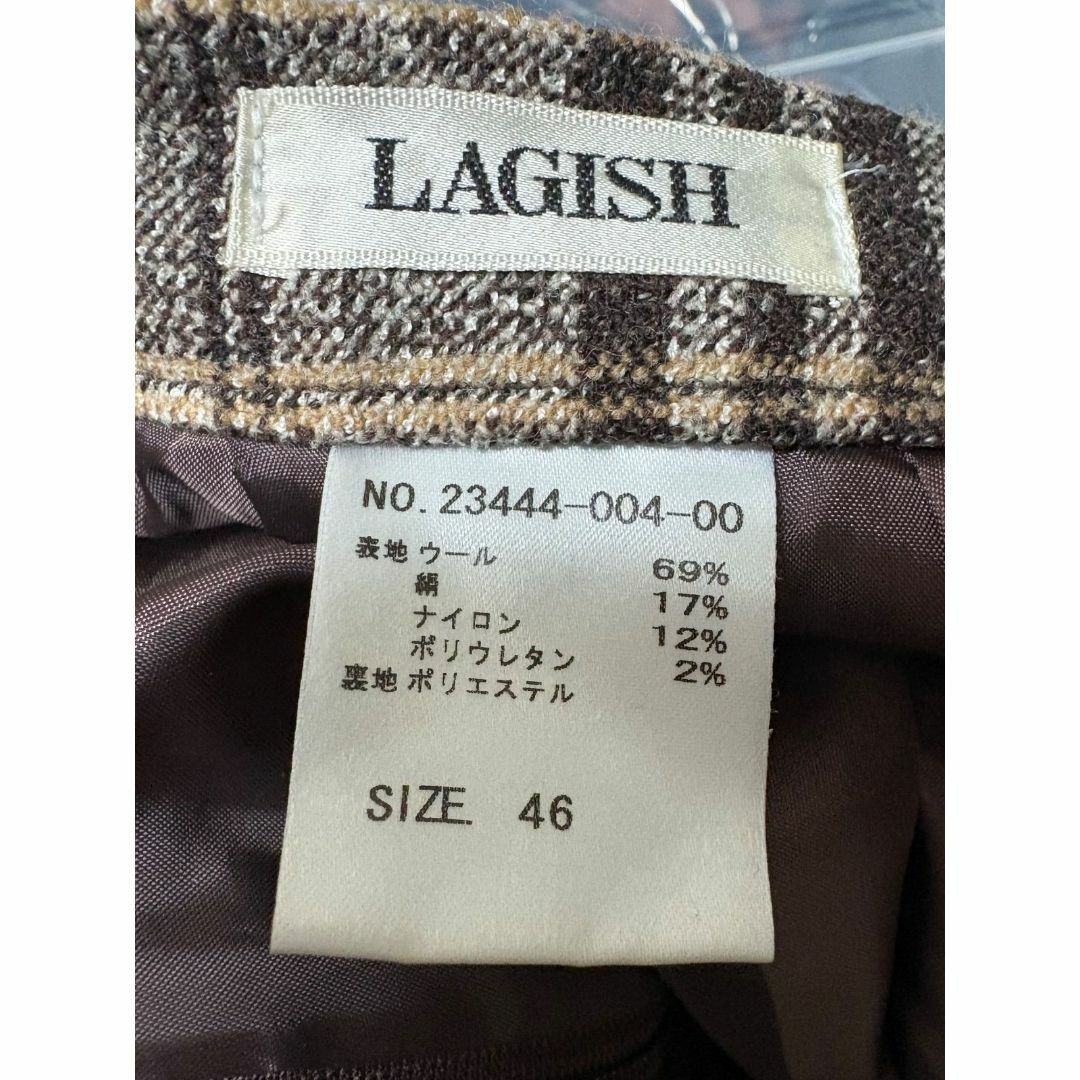 LAGISH
NO. 23444-004-00
表地 ウール 69%
絹 17%
ナイロン 12%
ポリウレタン 2%
裏地 ポリエステル
SIZE. 46